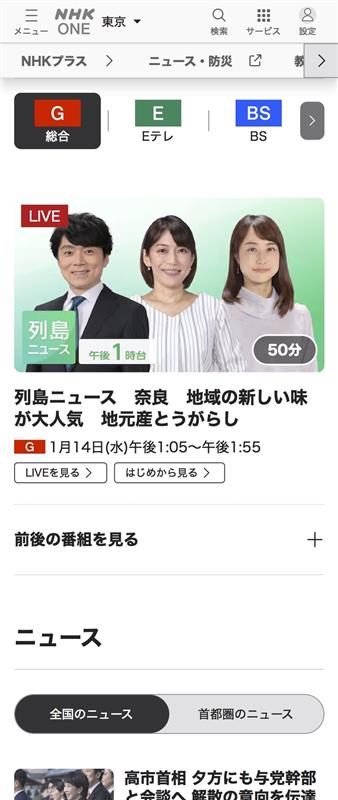 メニュー
NHK
ONE
東京
検索
サービス
設定
NHKプラス
ニュース・防災
教
G
総合
E
Eテレ
BS
BS
LIVE
列島
ニュース
午後1時台
50分
列島ニュース 奈良 地域の新しい味
が大人気 地元産とうがらし
G 1月14日(水)午後1:05〜午後1:55
LIVEを見る
はじめから見る
前後の番組を見る
ニュース
全国のニュース
首都圏のニュース
高市首相 夕方にも与党幹部
と会談へ 解散の意向を伝達